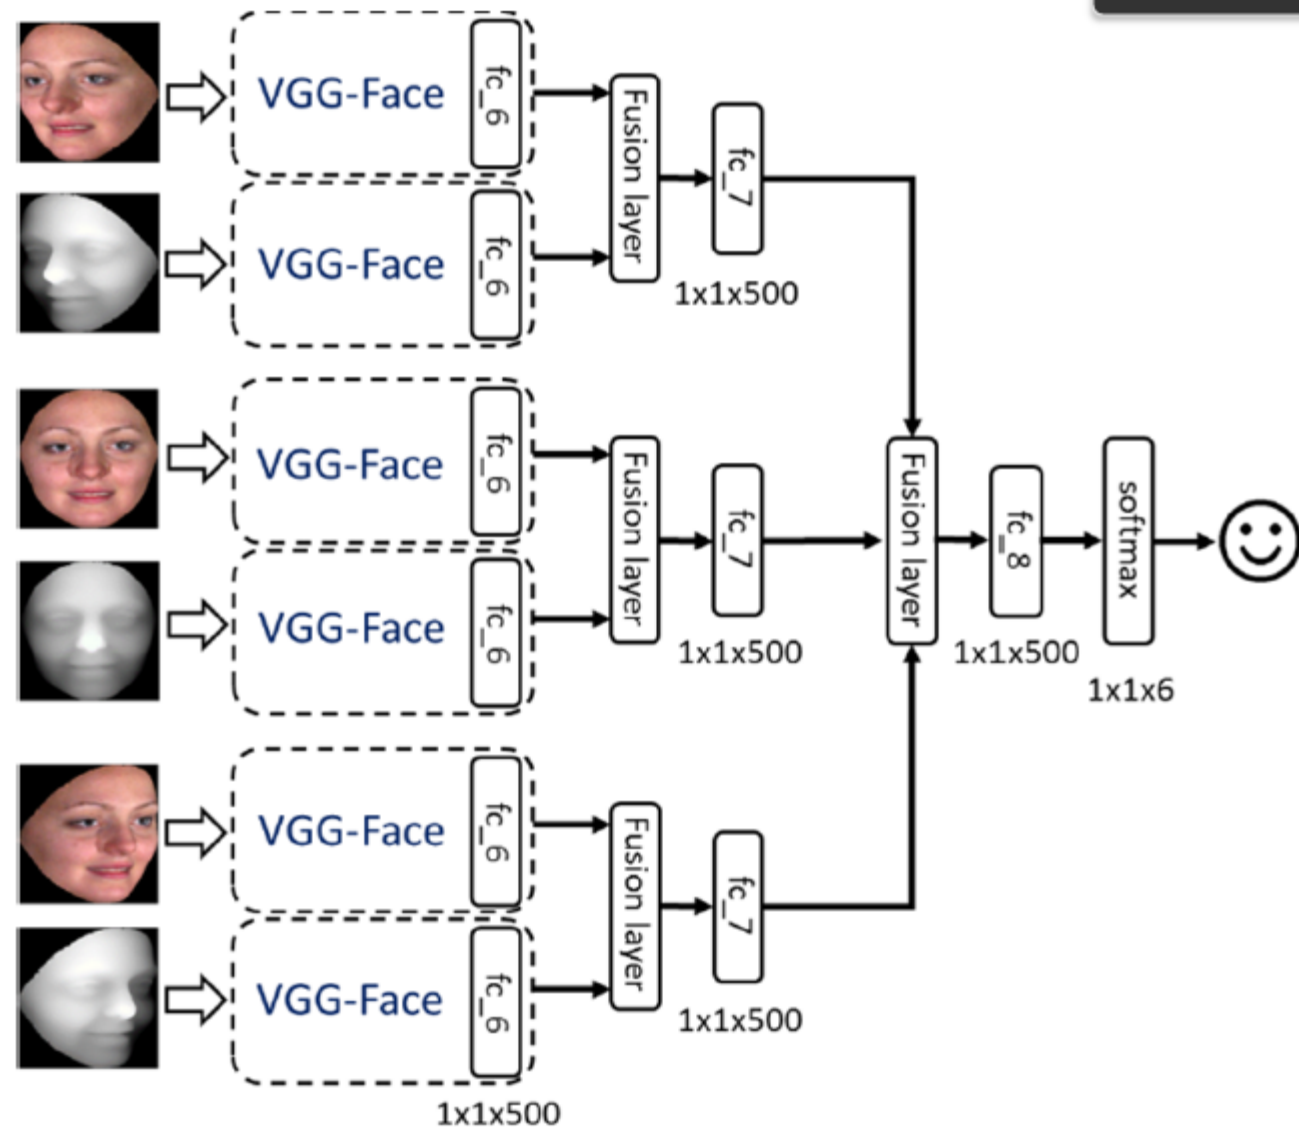 VGG-Face
fc_6
Fusion layer
fc_7
VGG-Face
fc_6
1x1x500
VGG-Face
fc_6
Fusion layer
fc_7
Fusion layer
fc_8
softmax
VGG-Face
fc_6
1x1x500
1x1x500
1x1x6
VGG-Face
fc_6
Fusion layer
fc_7
VGG-Face
fc_6
1x1x500
1x1x500